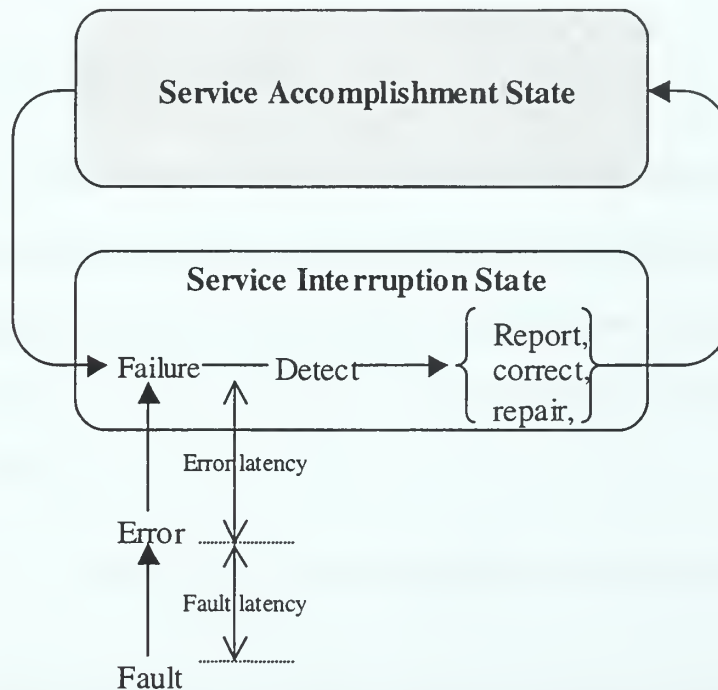 Service Accomplishment State
Service Interruption State
Failure
Detect
Report,
correct,
repair,
Error latency
Error
Fault latency
Fault